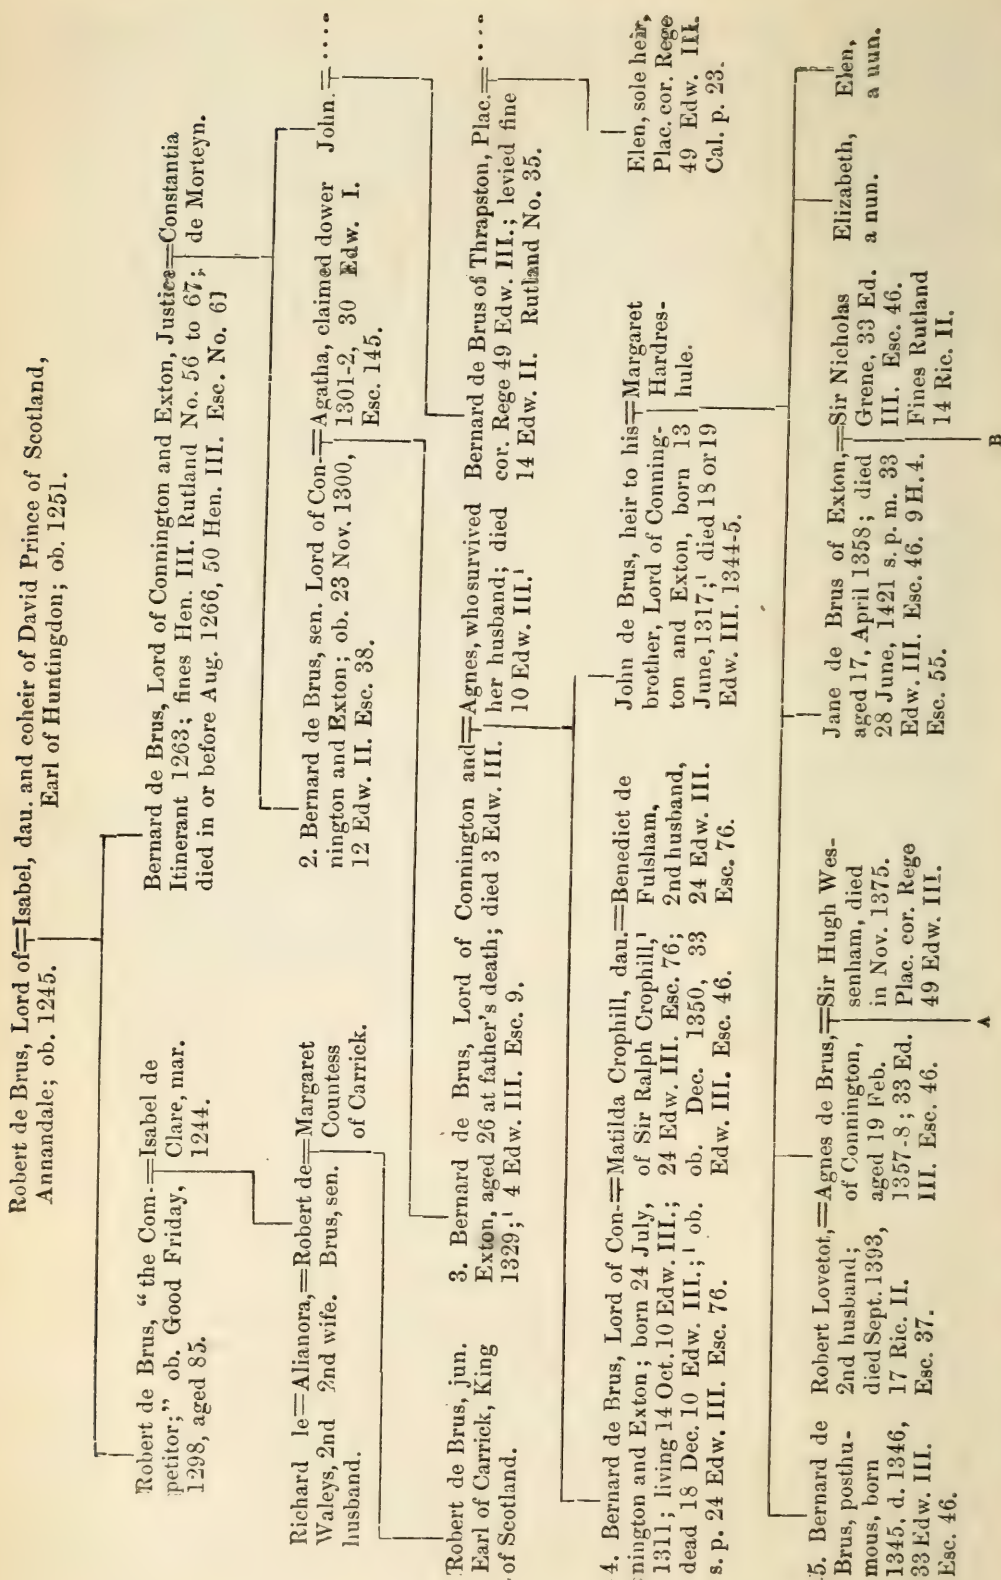 Robert de Brus, Lord of=Isabel, dau. and coheir of David Prince of Scotland,
Annandale; ob. 1245.
Earl of Huntingdon; ob. 1251.
Robert de Brus, “the Com-=Isabel de
petitor;” ob. Good Friday,
Clare, mar.
1298, aged 85.
1244.
Bernard de Brus, Lord of Connington and Exton, Justice=Constantia
Itinerant 1263; fines Hen. III. Rutland No. 56 to 67;
de Morteyn.
died in or before Aug. 1266, 50 Hen. III. Esc. No. 61
Richard le=Alianora,=Robert de=Margaret
Waleys, 2nd
2nd wife.
Brus, sen.
Countess
husband.
of Carrick.
2. Bernard de Brus, sen. Lord of Con-=Agatha, claimed dower
nington and Exton; ob. 23 Nov. 1300,
1301-2, 30 Edw. I.
12 Edw. II. Esc. 38.
Esc. 145.
John.=....
Robert de Brus, jun.
Earl of Carrick, King
of Scotland.
3. Bernard de Brus, Lord of Connington and=Agnes, who survived
Exton, aged 26 at father's death; died 3 Edw. III.
her husband; died
1329;¹ 4 Edw. III. Esc. 9.
10 Edw. III.¹
Bernard de Brus of Thrapston, Plac.=....
cor. Rege 49 Edw. III.; levied fine
14 Edw. II. Rutland No. 35.
4. Bernard de Brus, Lord of Con-=Matilda Crophill, dau.=Benedict de
nington and Exton; born 24 July,
of Sir Ralph Crophill,¹
Fulsham,
1311; living 14 Oct. 10 Edw. III.;
24 Edw. III. Esc. 76;
2nd husband,
dead 18 Dec. 10 Edw. III.;¹ ob.
ob. Dec. 1350, 33
24 Edw. III.
s. p. 24 Edw. III. Esc. 76.
Edw. III. Esc. 46.
Esc. 76.
John de Brus, heir to his=Margaret
brother, Lord of Conning-
Hardres-
ton and Exton, born 13
hule.
June, 1317;¹ died 18 or 19
Edw. III. 1344-5.
Elen, sole heir,
Plac. cor. Rege
49 Edw. III.
Cal. p. 23.
5. Bernard de
Brus, posthu-
mous, born
1345, d. 1346,
33 Edw. III.
Esc. 46.
Robert Lovetot,=Agnes de Brus,=Sir Hugh Wes-
2nd husband;
of Connington,
senham, died
died Sept. 1393,
aged 19 Feb.
in Nov. 1375.
17 Ric. II.
1357-8; 33 Ed.
Plac. cor. Rege
Esc. 37.
III. Esc. 46.
49 Edw. III.
A
Jane de Brus of Exton,=Sir Nicholas
aged 17, April 1358; died
Grene, 33 Ed.
28 June, 1421 s. p. m. 33
III. Esc. 46.
Edw. III. Esc. 46. 9 H. 4.
Fines Rutland
Esc. 55.
14 Ric. II.
B
Elizabeth,
a nun.
Elen,
a nun.